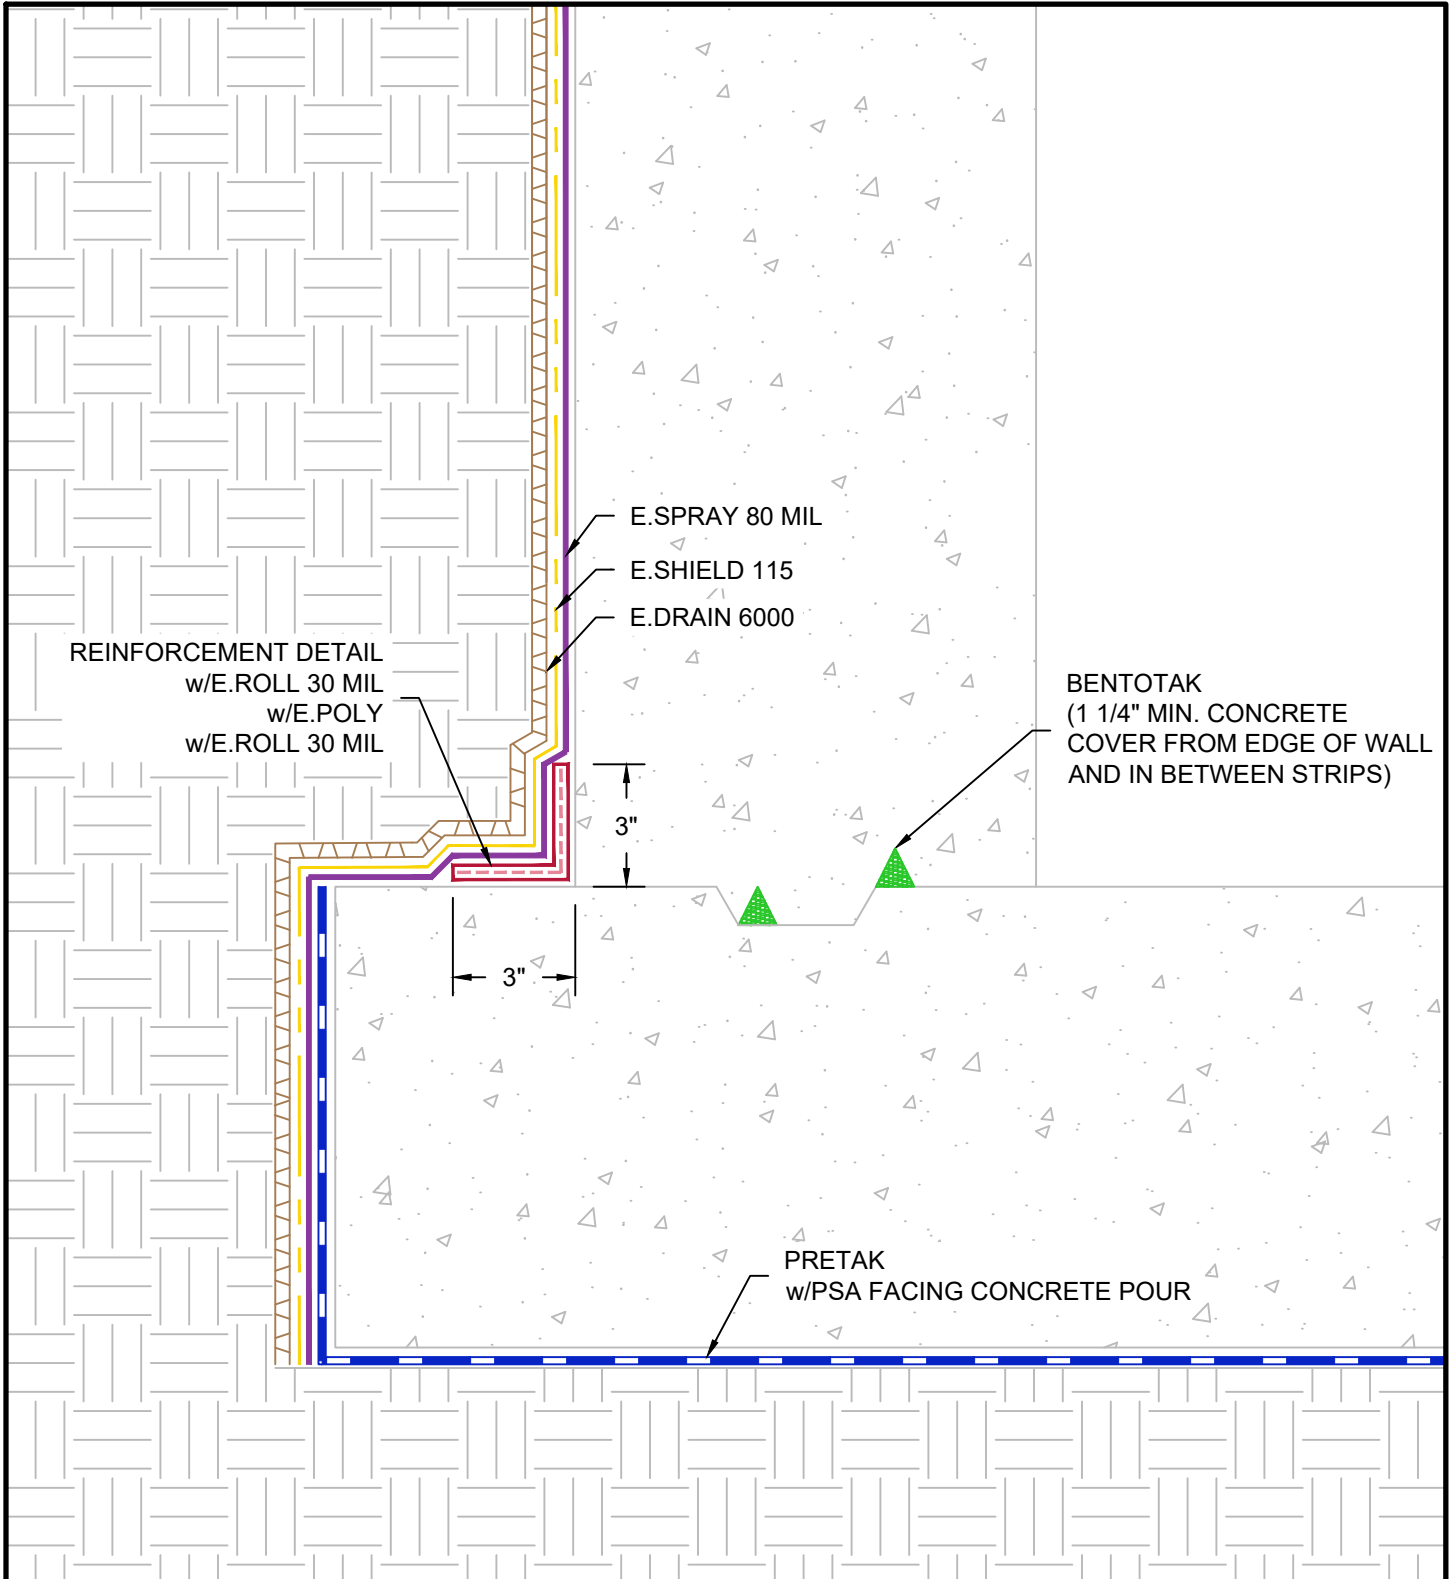 E.SPRAY 80 MIL
E.SHIELD 115
E.DRAIN 6000
REINFORCEMENT DETAIL
w/E.ROLL 30 MIL
w/E.POLY
w/E.ROLL 30 MIL
BENTOTAK
(1 1/4" MIN. CONCRETE
COVER FROM EDGE OF WALL
AND IN BETWEEN STRIPS)
3"
3"
PRETAK
w/PSA FACING CONCRETE POUR